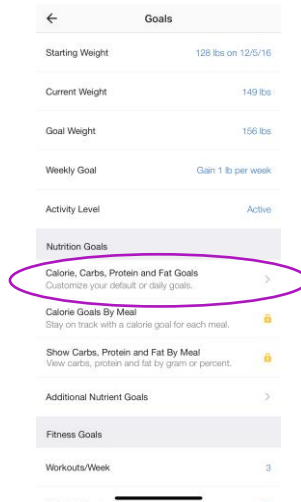 Goals
Starting Weight 128 lbs on 12/5/16
Current Weight 149 lbs
Goal Weight 156 lbs
Weekly Goal Gain 1 lb per week
Activity Level Active
Nutrition Goals
Calorie, Carbs, Protein and Fat Goals
Customize your default or daily goals.
Calorie Goals By Meal
Stay on track with a calorie goal for each meal.
Show Carbs, Protein and Fat By Meal
View carbs, protein and fat by gram or percent.
Additional Nutrient Goals
Fitness Goals
Workouts/Week 3